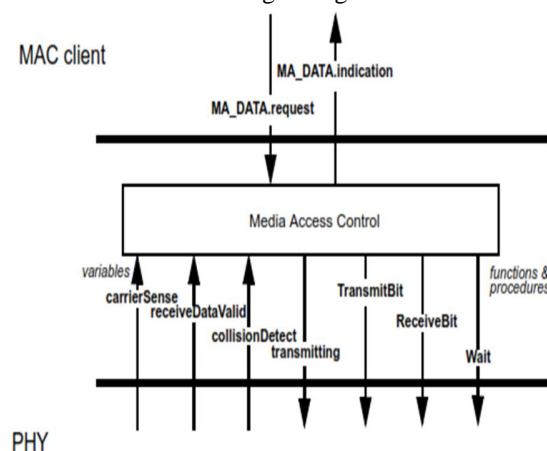 MAC client
MA_DATA.indication
MA_DATA.request
Media Access Control
variables
functions &
procedures
carrierSense
receiveDataValid
collisionDetect
transmitting
TransmitBit
ReceiveBit
Wait
PHY